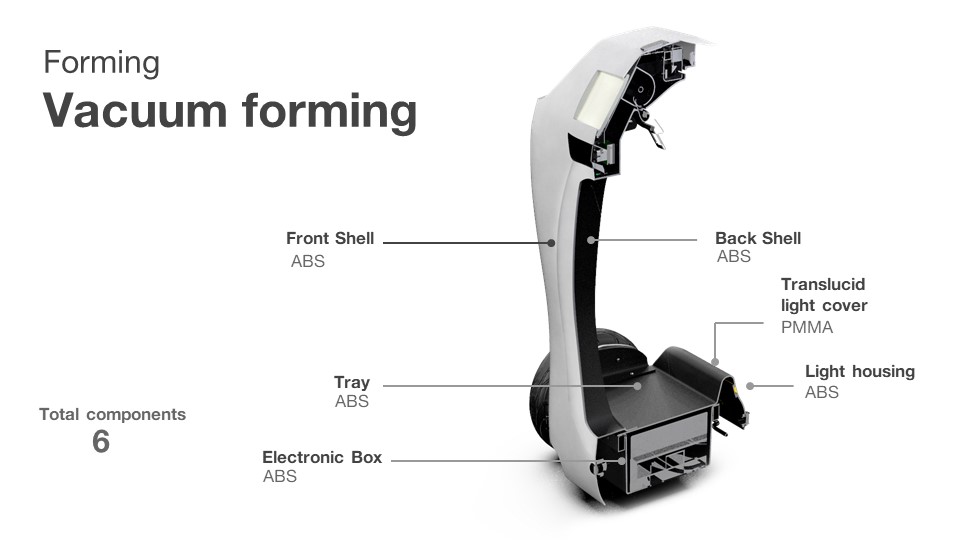 Forming
Vacuum forming
Front Shell
ABS
Back Shell
ABS
Translucid
light cover
PMMA
Light housing
ABS
Tray
ABS
Total components
6
Electronic Box
ABS